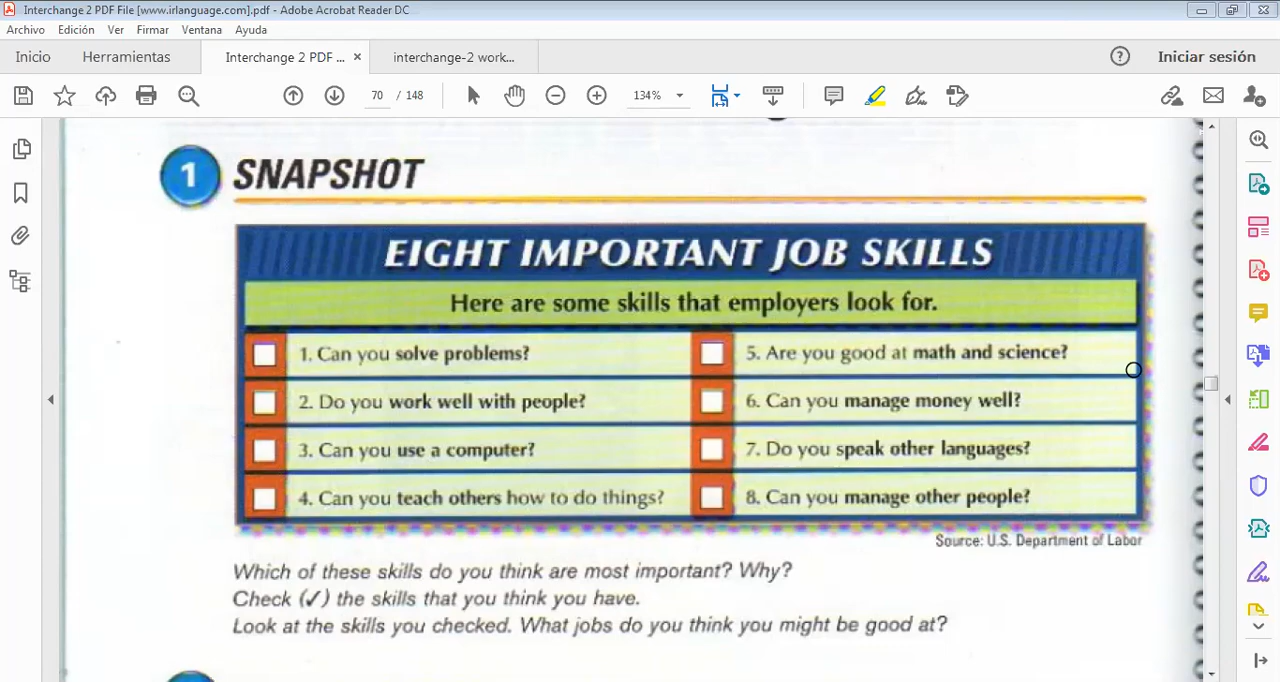 Interchange 2 PDF File [www.irlanguage.com].pdf - Adobe Acrobat Reader DC
Archivo Edición Ver Firmar Ventana Ayuda
Inicio Herramientas Interchange 2 PDF ... × interchange-2 work... Iniciar sesión
70 / 148 134%
1 SNAPSHOT
EIGHT IMPORTANT JOB SKILLS
Here are some skills that employers look for.
1. Can you solve problems?
2. Do you work well with people?
3. Can you use a computer?
4. Can you teach others how to do things?
5. Are you good at math and science?
6. Can you manage money well?
7. Do you speak other languages?
8. Can you manage other people?
Source: U.S. Department of Labor
Which of these skills do you think are most important? Why?
Check (✓) the skills that you think you have.
Look at the skills you checked. What jobs do you think you might be good at?